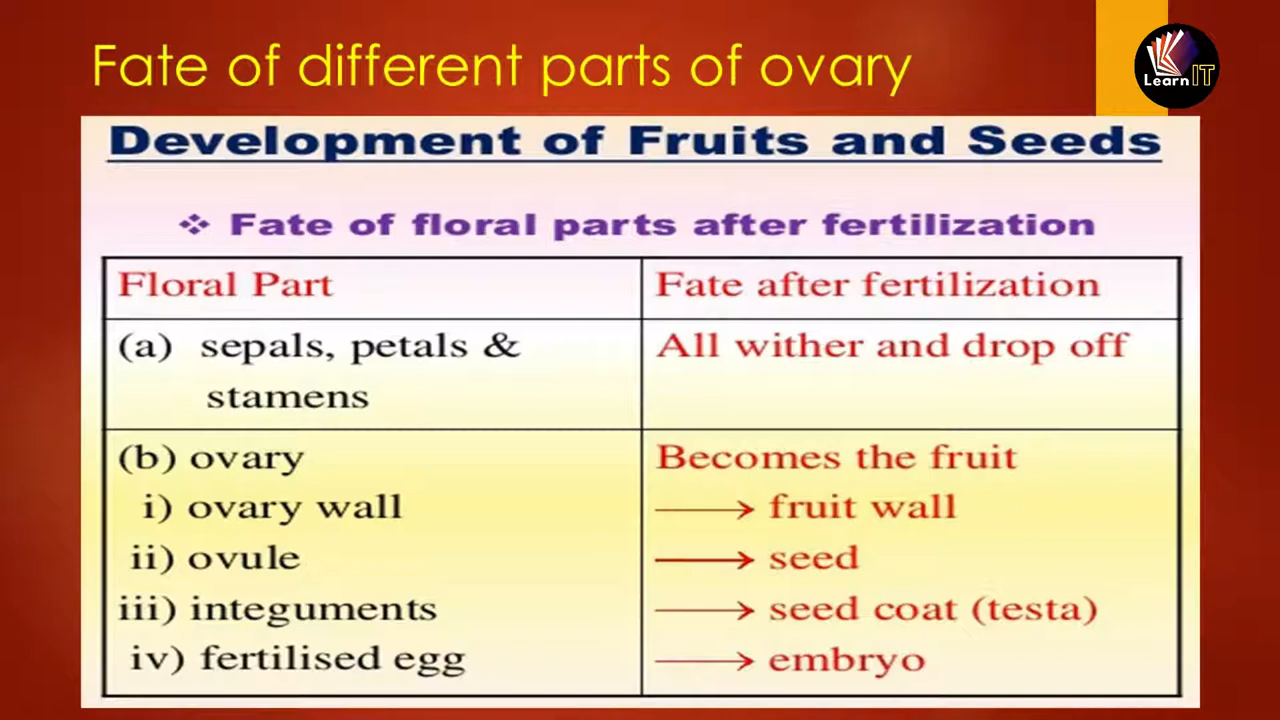 Fate of different parts of ovary
Learn IT
Development of Fruits and Seeds
❖ Fate of floral parts after fertilization
Floral Part
Fate after fertilization
(a) sepals, petals &
stamens
All wither and drop off
(b) ovary
Becomes the fruit
i) ovary wall
→ fruit wall
ii) ovule
→ seed
iii) integuments
→ seed coat (testa)
iv) fertilised egg
→ embryo